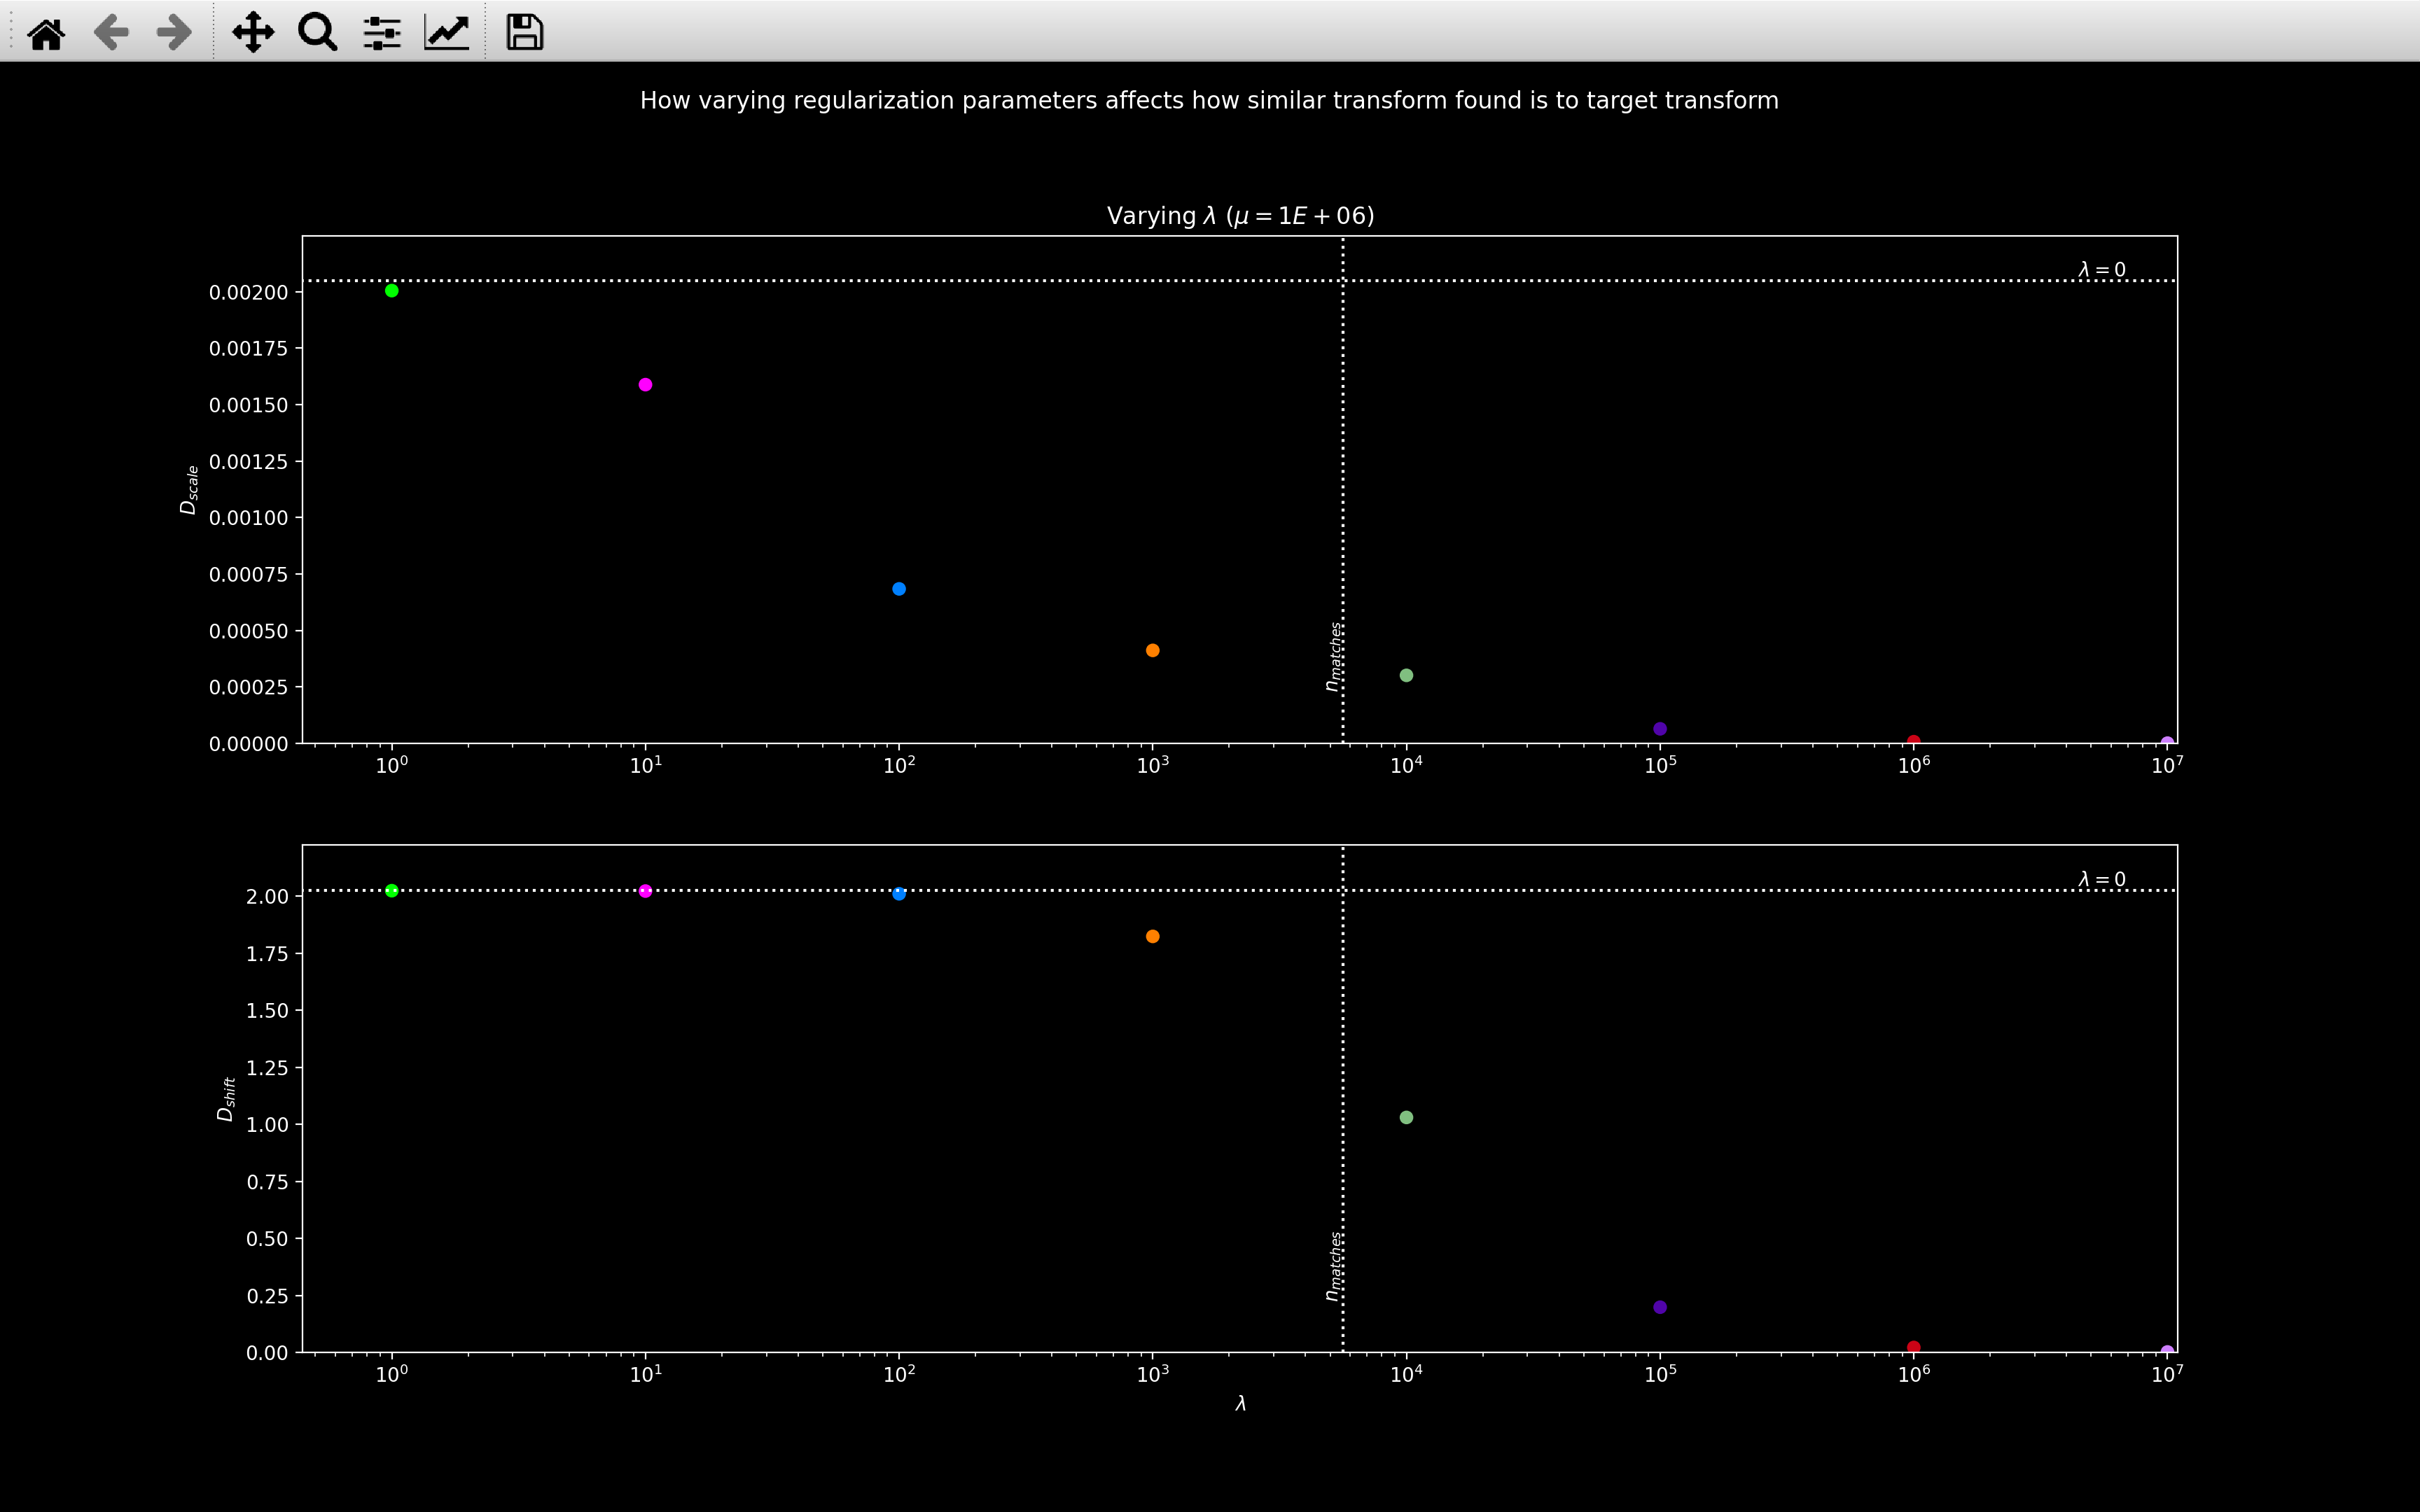 How varying regularization parameters affects how similar transform found is to target transform
Varying λ (μ = 1E + 06)
λ = 0
0.00200
0.00175
0.00150
0.00125
0.00100
0.00075
0.00050
0.00025
0.00000
D_scale
n_matches
10^0 10^1 10^2 10^3 10^4 10^5 10^6 10^7
λ = 0
2.00
1.75
1.50
1.25
1.00
0.75
0.50
0.25
0.00
D_shift
n_matches
10^0 10^1 10^2 10^3 10^4 10^5 10^6 10^7
λ